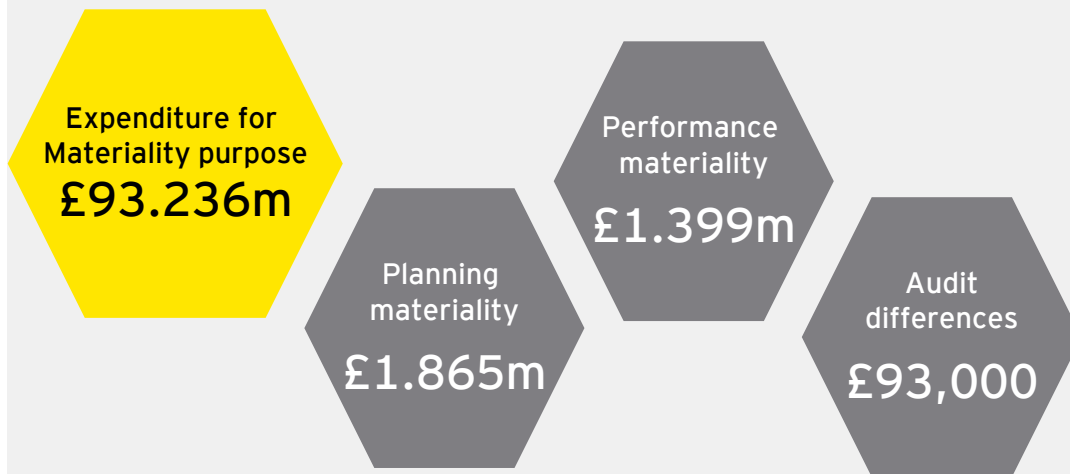 Expenditure for
Materiality purpose
£93.236m
Planning
materiality
£1.865m
Performance
materiality
£1.399m
Audit
differences
£93,000